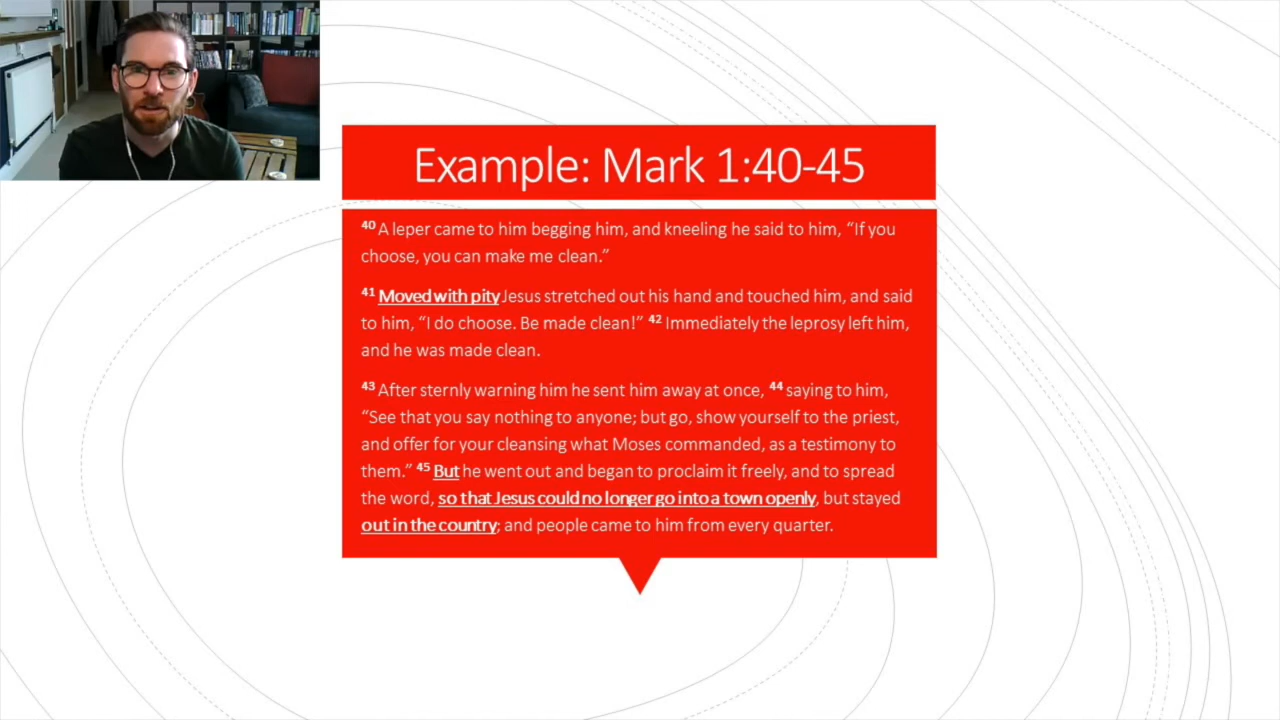 Example: Mark 1:40-45
40 A leper came to him begging him, and kneeling he said to him, “If you
choose, you can make me clean.”
41 Moved with pity Jesus stretched out his hand and touched him, and said
to him, “I do choose. Be made clean!” 42 Immediately the leprosy left him,
and he was made clean.
43 After sternly warning him he sent him away at once, 44 saying to him,
“See that you say nothing to anyone; but go, show yourself to the priest,
and offer for your cleansing what Moses commanded, as a testimony to
them.” 45 But he went out and began to proclaim it freely, and to spread
the word, so that Jesus could no longer go into a town openly, but stayed
out in the country; and people came to him from every quarter.